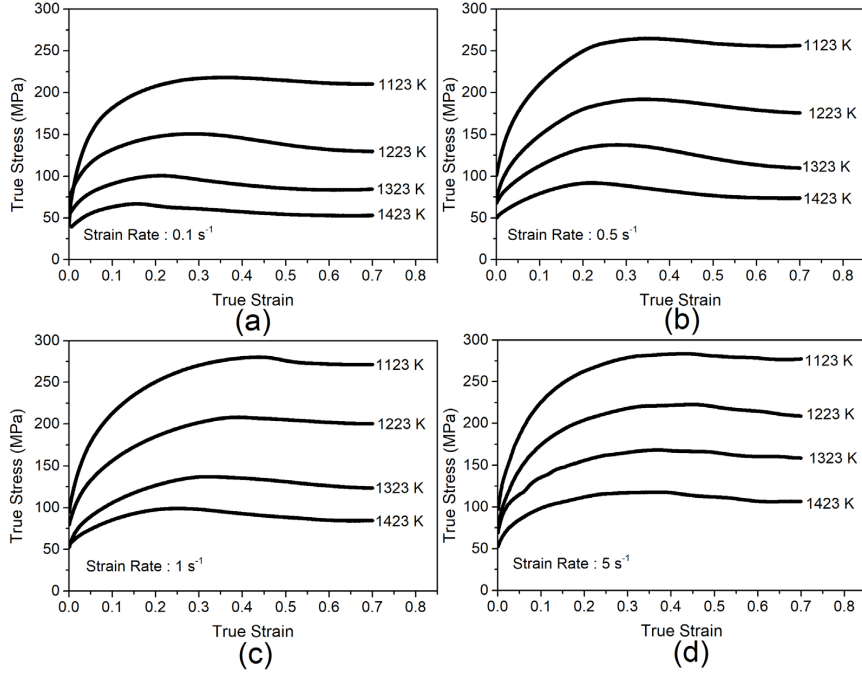 300
250
200
150
100
50
0
True Stress (MPa)
1123 K
1223 K
1323 K
1423 K
Strain Rate : 0.1 s⁻¹
0.0 0.1 0.2 0.3 0.4 0.5 0.6 0.7 0.8
True Strain
(a)
300
250
200
150
100
50
0
True Stress (MPa)
1123 K
1223 K
1323 K
1423 K
Strain Rate : 0.5 s⁻¹
0.0 0.1 0.2 0.3 0.4 0.5 0.6 0.7 0.8
True Strain
(b)
300
250
200
150
100
50
0
True Stress (MPa)
1123 K
1223 K
1323 K
1423 K
Strain Rate : 1 s⁻¹
0.0 0.1 0.2 0.3 0.4 0.5 0.6 0.7 0.8
True Strain
(c)
300
250
200
150
100
50
0
True Stress (MPa)
1123 K
1223 K
1323 K
1423 K
Strain Rate : 5 s⁻¹
0.0 0.1 0.2 0.3 0.4 0.5 0.6 0.7 0.8
True Strain
(d)